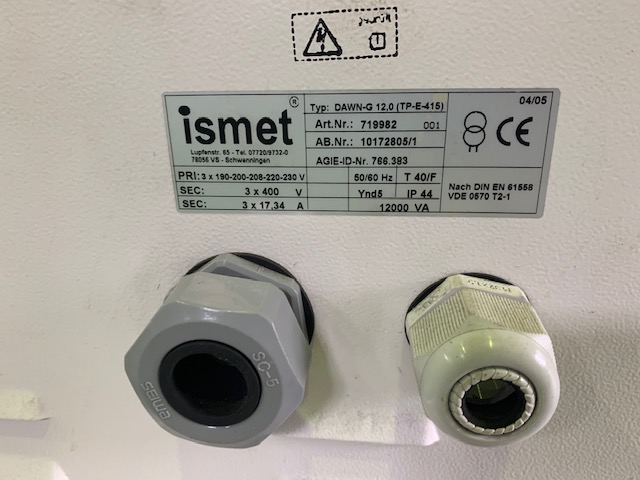 geprüft
ismet ®
Lupfenstr. 65 - Tel. 07720/9732-0
78056 VS - Schwenningen
Typ: DAWN-G 12,0 (TP-E-415)
Art.Nr.: 719982 001
AB.Nr.: 10172805/1
AGIE-ID-Nr. 766.393
04/05
CE
PRI: 3 x 190-200-208-220-230 V 50/60 Hz T 40/F
SEC: 3 x 400 V Ynd5 IP 44
SEC: 3 x 17,34 A 12000 VA
Nach DIN EN 61558
VDE 0570 T2-1
SC-5